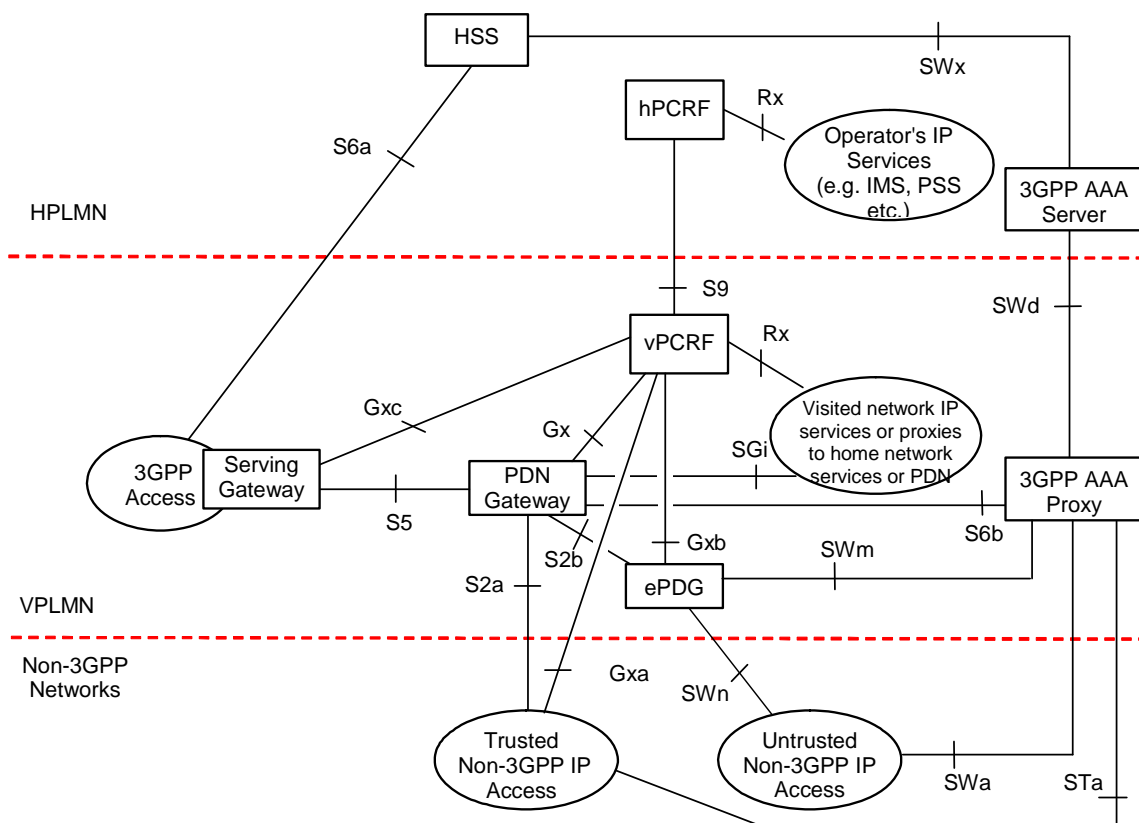 HSS
SWx
hPCRF
Rx
Operator's IP
Services
(e.g. IMS, PSS
etc.)
S6a
3GPP AAA
Server
HPLMN
S9
SWd
vPCRF
Rx
Gxc
Gx
Visited network IP
services or proxies
to home network
services or PDN
SGi
3GPP
Access
Serving
Gateway
PDN
Gateway
3GPP AAA
Proxy
S5
S6b
S2b
Gxb
SWm
S2a
ePDG
VPLMN
Non-3GPP
Networks
Gxa
SWn
Trusted
Non-3GPP IP
Access
Untrusted
Non-3GPP IP
Access
SWa
STa